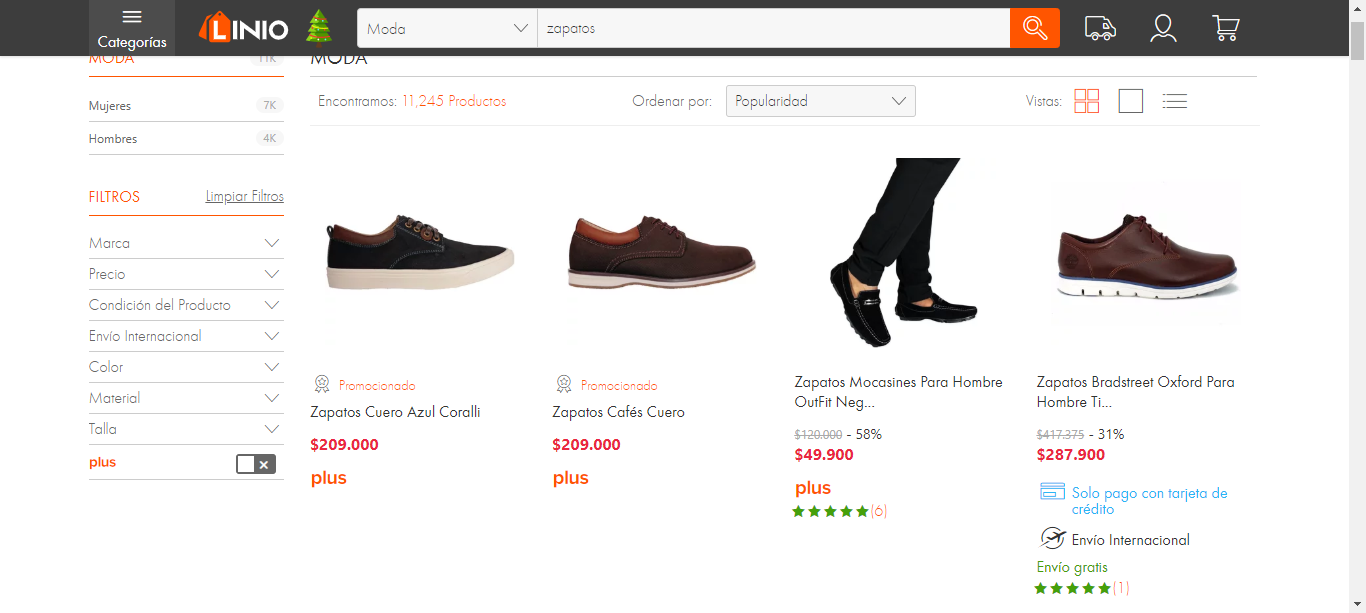 Categorías
LINIO
Moda
zapatos
MODA
11K
MODA
Mujeres
7K
Hombres
4K
Encontramos: 11,245 Productos
Ordenar por:
Popularidad
Vistas:
FILTROS
Limpiar Filtros
Marca
Precio
Condición del Producto
Envío Internacional
Color
Material
Talla
plus
Promocionado
Zapatos Cuero Azul Coralli
$209.000
plus
Promocionado
Zapatos Cafés Cuero
$209.000
plus
Zapatos Mocasines Para Hombre
OutFit Neg...
$120.000 - 58%
$49.900
plus
(6)
Zapatos Bradstreet Oxford Para
Hombre Ti...
$417.375 - 31%
$287.900
Solo pago con tarjeta de
crédito
Envío Internacional
Envío gratis
(1)